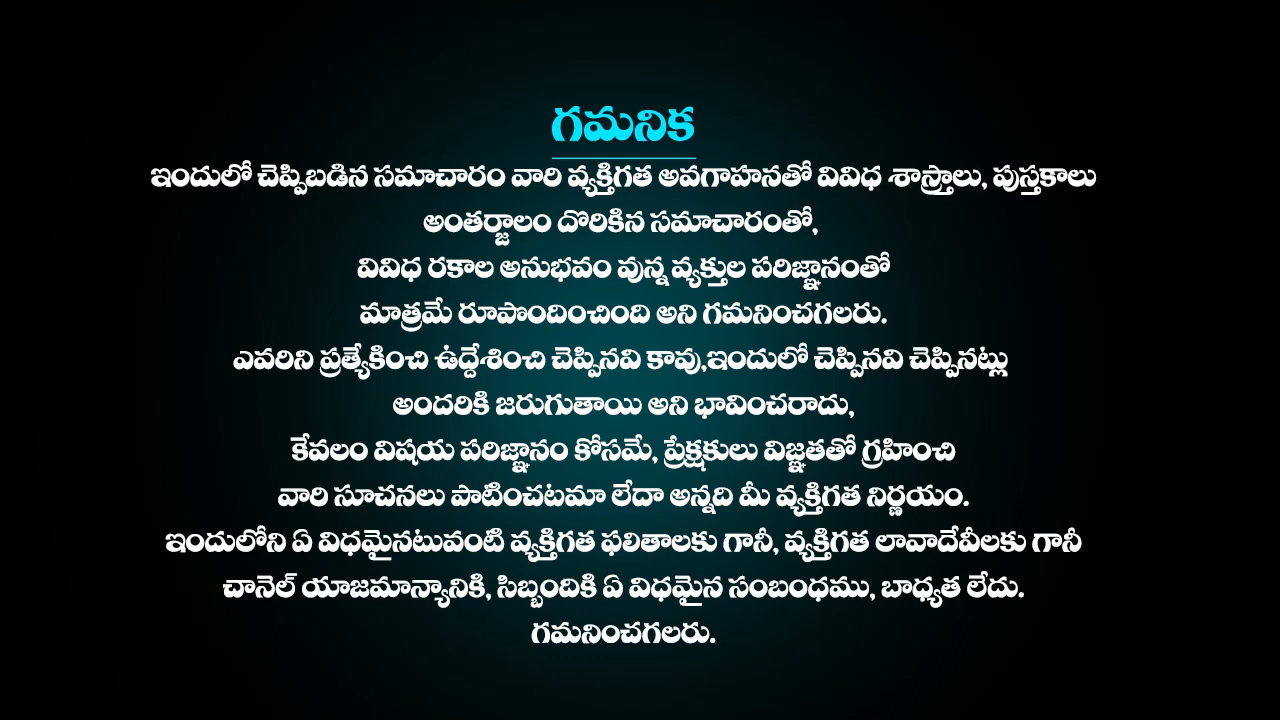 గమనిక
ఇందులో చెప్పిబడిన సమాచారం వారి వ్యక్తిగత అవగాహనతో వివిధ శాస్త్రాలు, పుస్తకాలు
అంతర్జాలం దొరికిన సమాచారంతో,
వివిధ రకాల అనుభవం వున్న వ్యక్తుల పరిజ్ఞానంతో
మాత్రమే రూపొందించింది అని గమనించగలరు.
ఎవరిని ప్రత్యేకించి ఉద్దేశించి చెప్పినవి కావు,ఇందులో చెప్పినవి చెప్పినట్లు
అందరికి జరుగుతాయి అని భావించరాదు,
కేవలం విషయ పరిజ్ఞానం కోసమే, ప్రేక్షకులు విజ్ఞతతో గ్రహించి
వారి సూచనలు పాటించటమా లేదా అన్నది మీ వ్యక్తిగత నిర్ణయం.
ఇందులోని ఏ విధమైనటువంటి వ్యక్తిగత ఫలితాలకు గానీ, వ్యక్తిగత లావాదేవీలకు గానీ
చానెల్ యాజమాన్యానికి, సిబ్బందికి ఏ విధమైన సంబంధము, బాధ్యత లేదు.
గమనించగలరు.